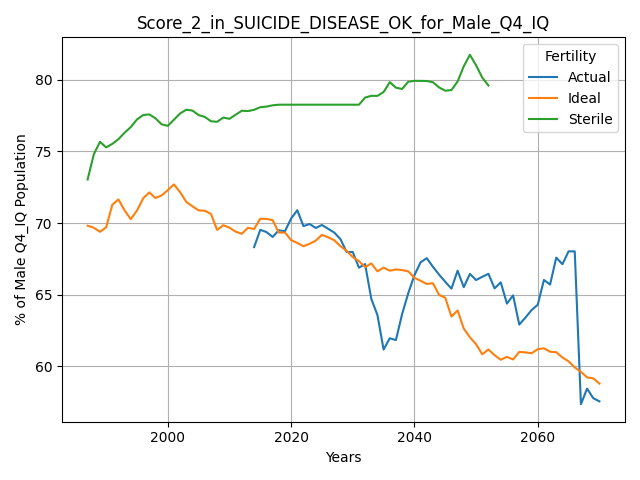 Score_2_in_SUICIDE_DISEASE_OK_for_Male_Q4_IQ
% of Male Q4_IQ Population
80
75
70
65
60
Fertility
Actual
Ideal
Sterile
2000 2020 2040 2060
Years